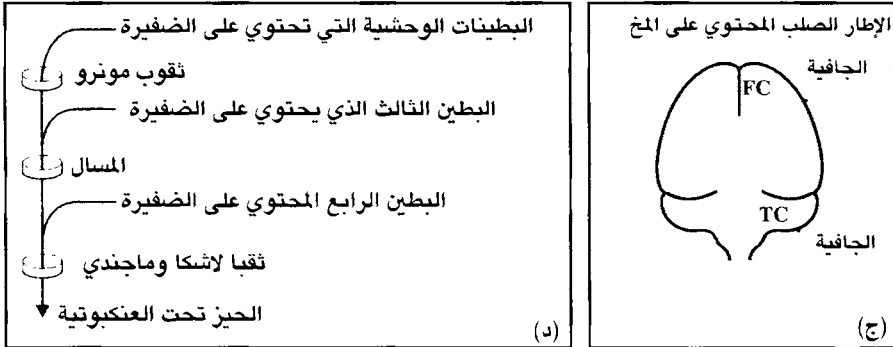 الإطار الصلب المحتوي على المخ
الجافية
FC
TC
الجافية
(ج)
البطينات الوحشية التي تحتوي على الضفيرة
ثقوب مونرو
البطين الثالث الذي يحتوي على الضفيرة
المسال
البطين الرابع المحتوي على الضفيرة
ثقبا لاشكا وماجندي
الحيز تحت العنكبوتية
(د)